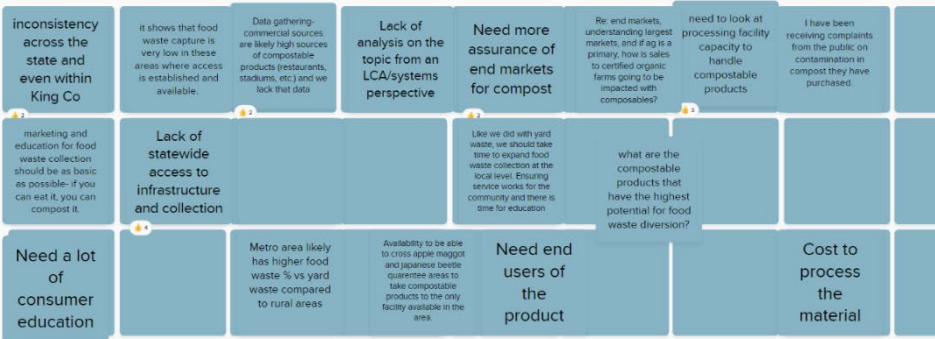 inconsistency
across the
state and
even within
King Co
2
it shows that food
waste capture is
very low in these
areas where access
is established and
available.
Data gathering-
commercial sources
are likely high sources
of compostable
products (restaurants,
stadiums, etc) and we
lack that data
2
Lack of
analysis on the
topic from an
LCA/systems
perspective
Need more
assurance of
end markets
for compost
2
Re: end markets,
understanding largest
markets, and if ag is a
primary, how is sales
to certified organic
farms going to be
impacted with
composables?
need to look at
processing facility
capacity to
handle
compostable
products
3
I have been
receiving complaints
from the public on
contamination in
compost they have
purchased.
marketing and
education for food
waste collection
should be as basic
as possible- if you
can eat it, you can
compost it.
Lack of
statewide
access to
infrastructure
and collection
4
Like we did with yard
waste, we should take
time to expand food
waste collection at the
local level. Ensuring
service works for the
community and there is
time for education
what are the
compostable
products that
have the highest
potential for food
waste diversion?
Need a lot
of
consumer
education
Metro area likely
has higher food
waste % vs yard
waste compared
to rural areas
Availability to be able
to cross apple maggot
and japanese beetle
quarentee areas to
take compostable
products to the only
facility available in the
area.
Need end
users of
the
product
Cost to
process
the
material